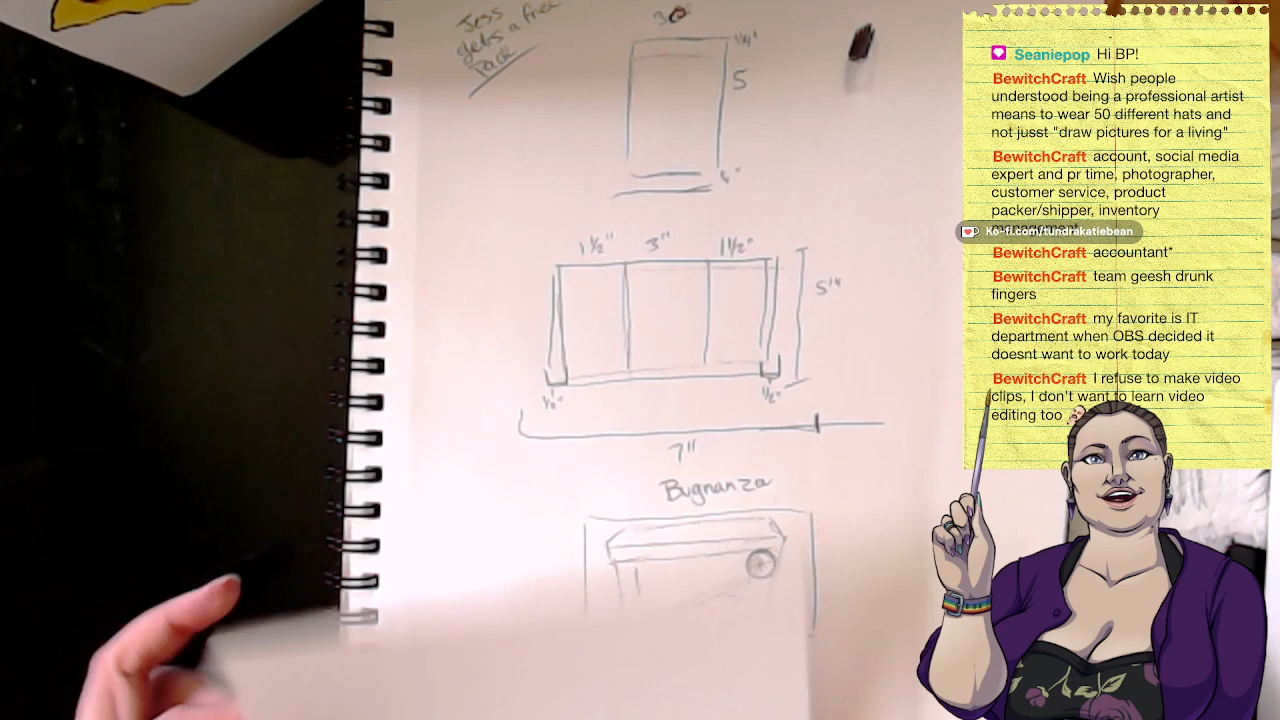 Jess
gets a free
3
1/4"
5
1/4"
1 1/2" 3" 1 1/2"
5"
1/2" 1/2"
7"
Bugnanza
Seaniepop Hi BP!
BewitchCraft Wish people
understood being a professional artist
means to wear 50 different hats and
not jusst "draw pictures for a living"
BewitchCraft account, social media
expert and pr time, photographer,
customer service, product
packer/shipper, inventory
Ko-fi.com/tundrakatiebean
BewitchCraft accountant*
BewitchCraft team geesh drunk
fingers
BewitchCraft my favorite is IT
department when OBS decided it
doesnt want to work today
BewitchCraft I refuse to make video
clips, I don't want to learn video
editing too